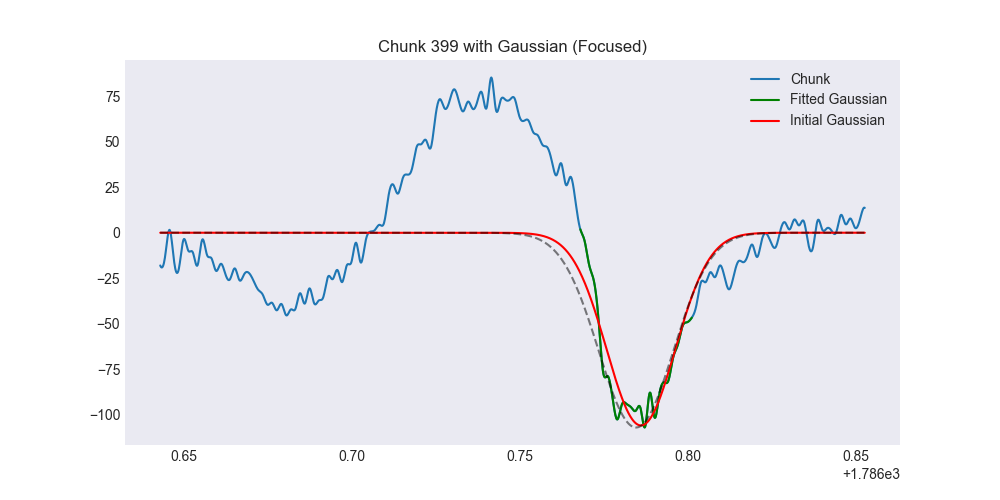 Chunk 399 with Gaussian (Focused)
Chunk
Fitted Gaussian
Initial Gaussian
75
50
25
0
−25
−50
−75
−100
0.65 0.70 0.75 0.80 0.85
+1.786e3